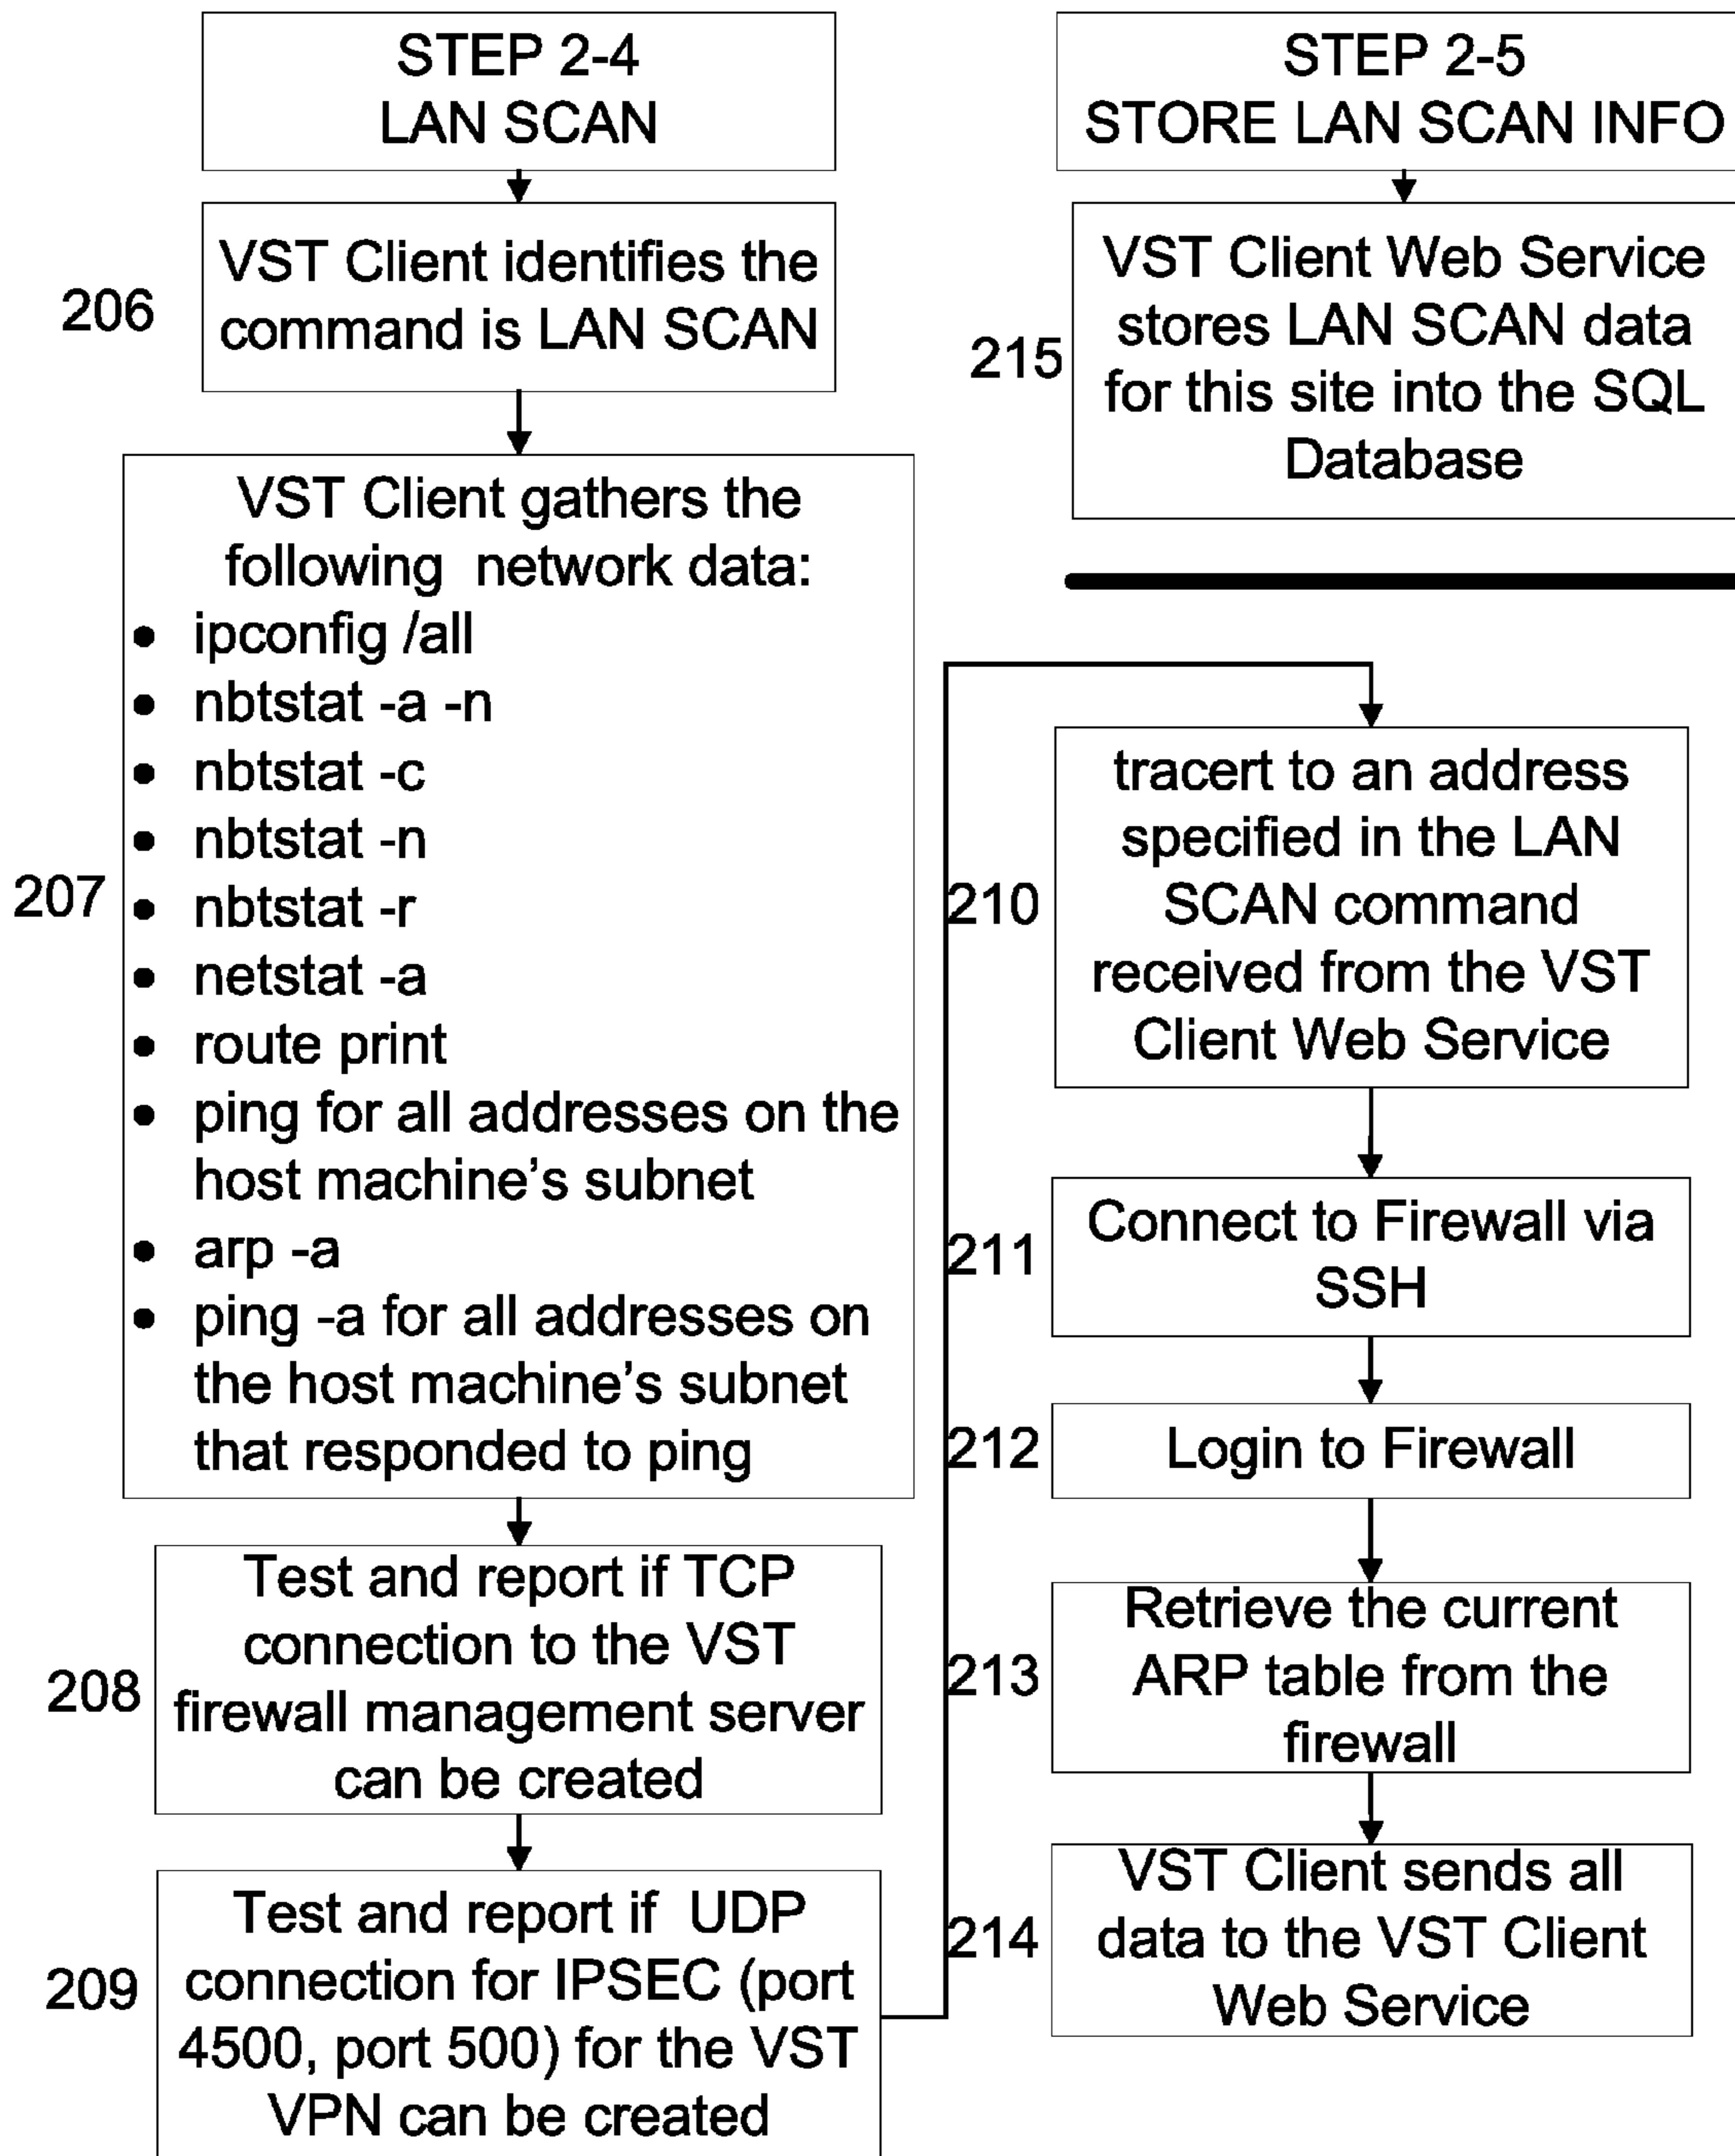 STEP 2-4
LAN SCAN
206
VST Client identifies the
command is LAN SCAN
207
VST Client gathers the
following network data:
• ipconfig /all
• nbtstat -a -n
• nbtstat -c
• nbtstat -n
• nbtstat -r
• netstat -a
• route print
• ping for all addresses on the
host machine's subnet
• arp -a
• ping -a for all addresses on
the host machine's subnet
that responded to ping
208
Test and report if TCP
connection to the VST
firewall management server
can be created
209
Test and report if UDP
connection for IPSEC (port
4500, port 500) for the VST
VPN can be created
210
tracert to an address
specified in the LAN
SCAN command
received from the VST
Client Web Service
211
Connect to Firewall via
SSH
212
Login to Firewall
213
Retrieve the current
ARP table from the
firewall
214
VST Client sends all
data to the VST Client
Web Service
STEP 2-5
STORE LAN SCAN INFO
215
VST Client Web Service
stores LAN SCAN data
for this site into the SQL
Database